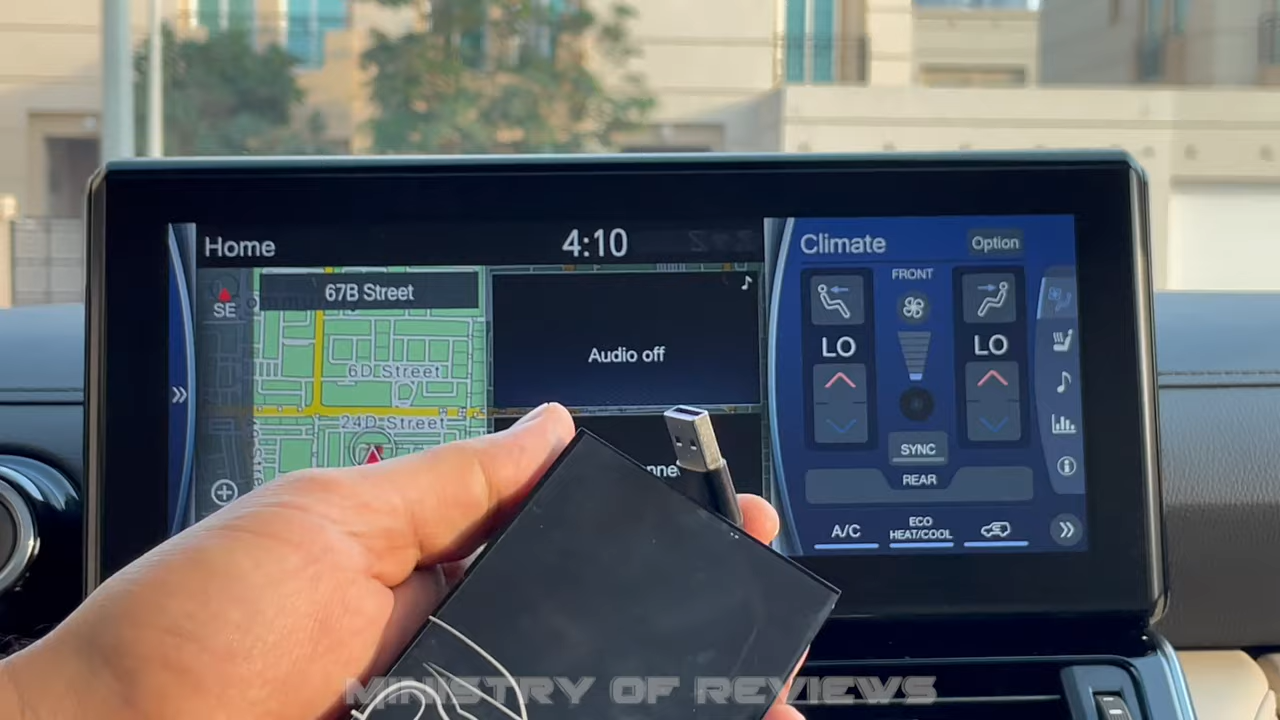 Home
4:10
Climate
Option
SE
67B Street
6D Street
24D Street
Audio off
FRONT
LO
LO
SYNC
REAR
A/C
ECO
HEAT/COOL
MINISTRY OF REVIEWS